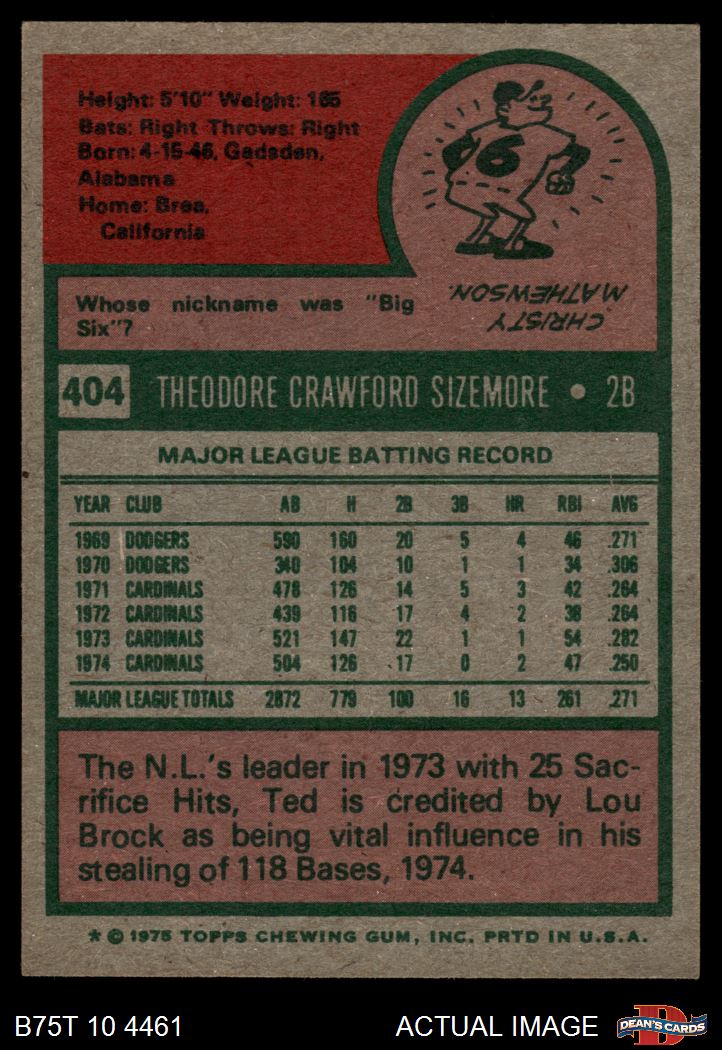 Height: 5'10" Weight: 165
Bats: Right Throws: Right
Born: 4-15-46, Gadsden,
Alabama
Home: Brea,
California
6
Whose nickname was "Big
Six"?
CHRISTY
MATHEWSON.
404 THEODORE CRAWFORD SIZEMORE • 2B
MAJOR LEAGUE BATTING RECORD
YEAR CLUB AB H 2B 3B HR RBI AVG
1969 DODGERS 590 160 20 5 4 46 .271
1970 DODGERS 340 104 10 1 1 34 .306
1971 CARDINALS 478 126 14 5 3 42 .264
1972 CARDINALS 439 116 17 4 2 38 .264
1973 CARDINALS 521 147 22 1 1 54 .282
1974 CARDINALS 504 126 17 0 2 47 .250
MAJOR LEAGUE TOTALS 2872 779 100 16 13 261 .271
The N.L.'s leader in 1973 with 25 Sac-
rifice Hits, Ted is credited by Lou
Brock as being vital influence in his
stealing of 118 Bases, 1974.
* © 1975 TOPPS CHEWING GUM, INC. PRTD IN U.S.A.
B75T 10 4461 ACTUAL IMAGE
D
DEAN'S CARDS